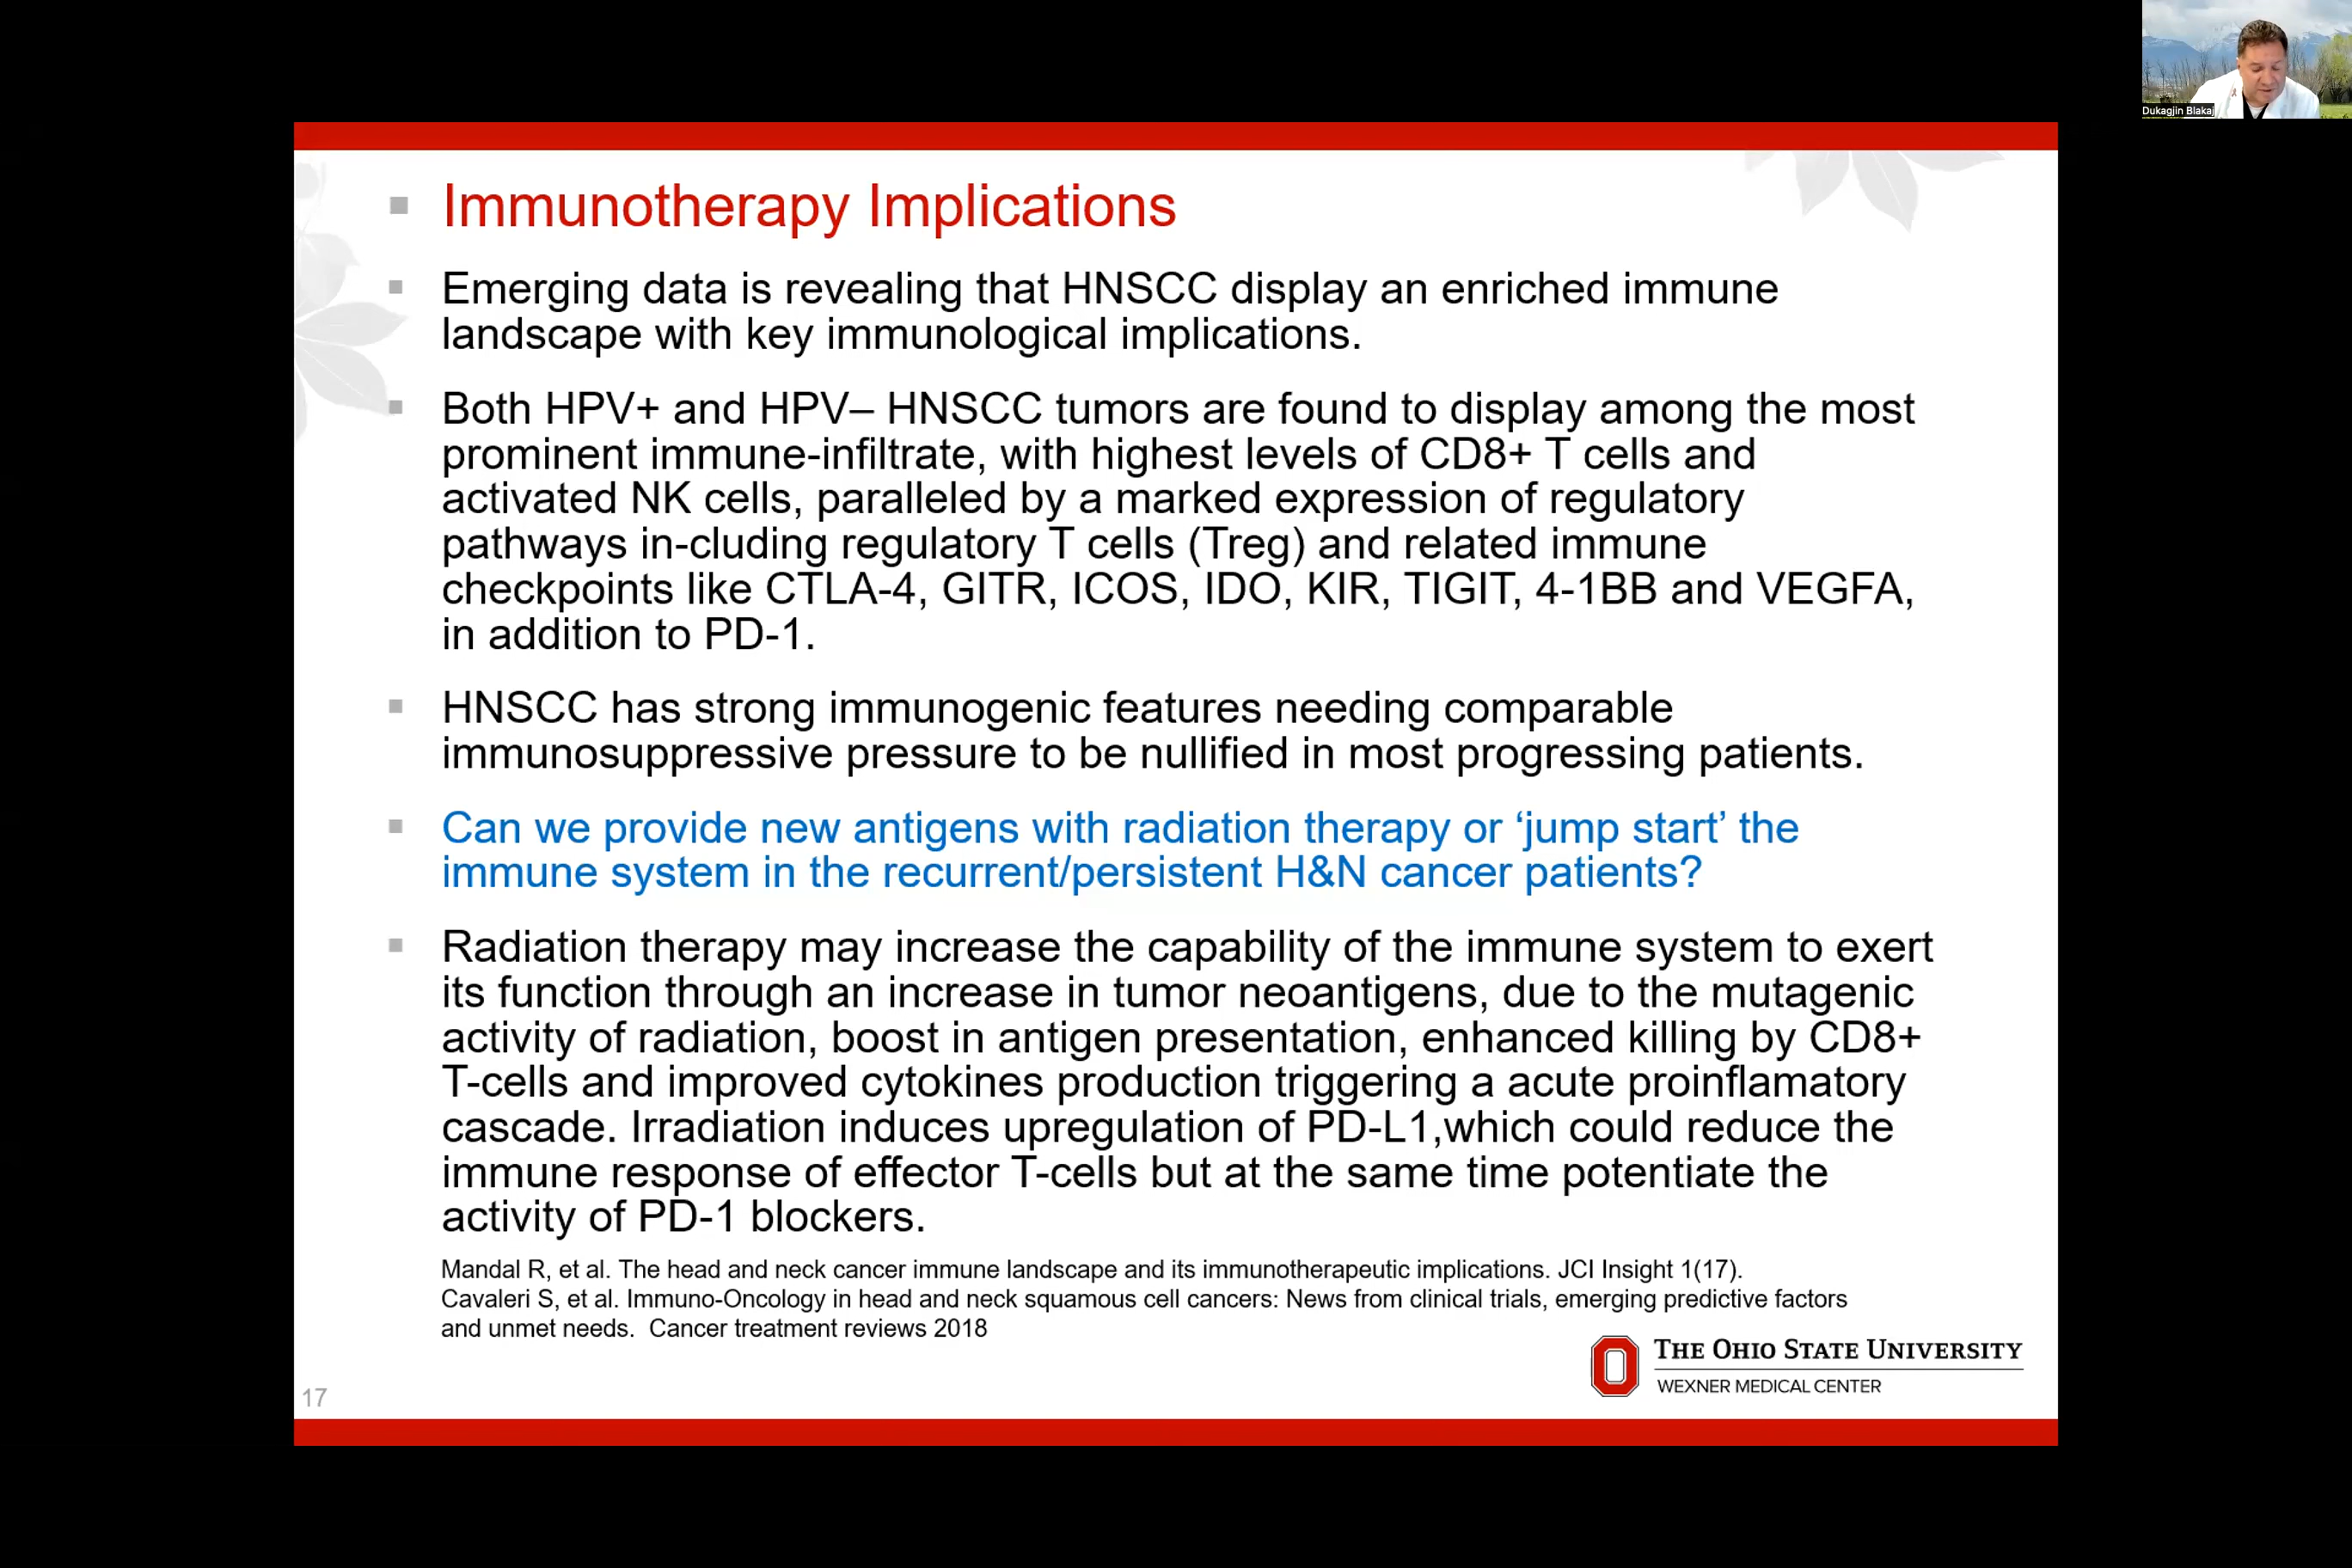 Dukagjin Blakaj
Immunotherapy Implications
Emerging data is revealing that HNSCC display an enriched immune
landscape with key immunological implications.
Both HPV+ and HPV– HNSCC tumors are found to display among the most
prominent immune-infiltrate, with highest levels of CD8+ T cells and
activated NK cells, paralleled by a marked expression of regulatory
pathways in-cluding regulatory T cells (Treg) and related immune
checkpoints like CTLA-4, GITR, ICOS, IDO, KIR, TIGIT, 4-1BB and VEGFA,
in addition to PD-1.
HNSCC has strong immunogenic features needing comparable
immunosuppressive pressure to be nullified in most progressing patients.
Can we provide new antigens with radiation therapy or ‘jump start’ the
immune system in the recurrent/persistent H&N cancer patients?
Radiation therapy may increase the capability of the immune system to exert
its function through an increase in tumor neoantigens, due to the mutagenic
activity of radiation, boost in antigen presentation, enhanced killing by CD8+
T-cells and improved cytokines production triggering a acute proinflamatory
cascade. Irradiation induces upregulation of PD-L1,which could reduce the
immune response of effector T-cells but at the same time potentiate the
activity of PD-1 blockers.
Mandal R, et al. The head and neck cancer immune landscape and its immunotherapeutic implications. JCI Insight 1(17).
Cavaleri S, et al. Immuno-Oncology in head and neck squamous cell cancers: News from clinical trials, emerging predictive factors
and unmet needs.  Cancer treatment reviews 2018
THE OHIO STATE UNIVERSITY
WEXNER MEDICAL CENTER
17